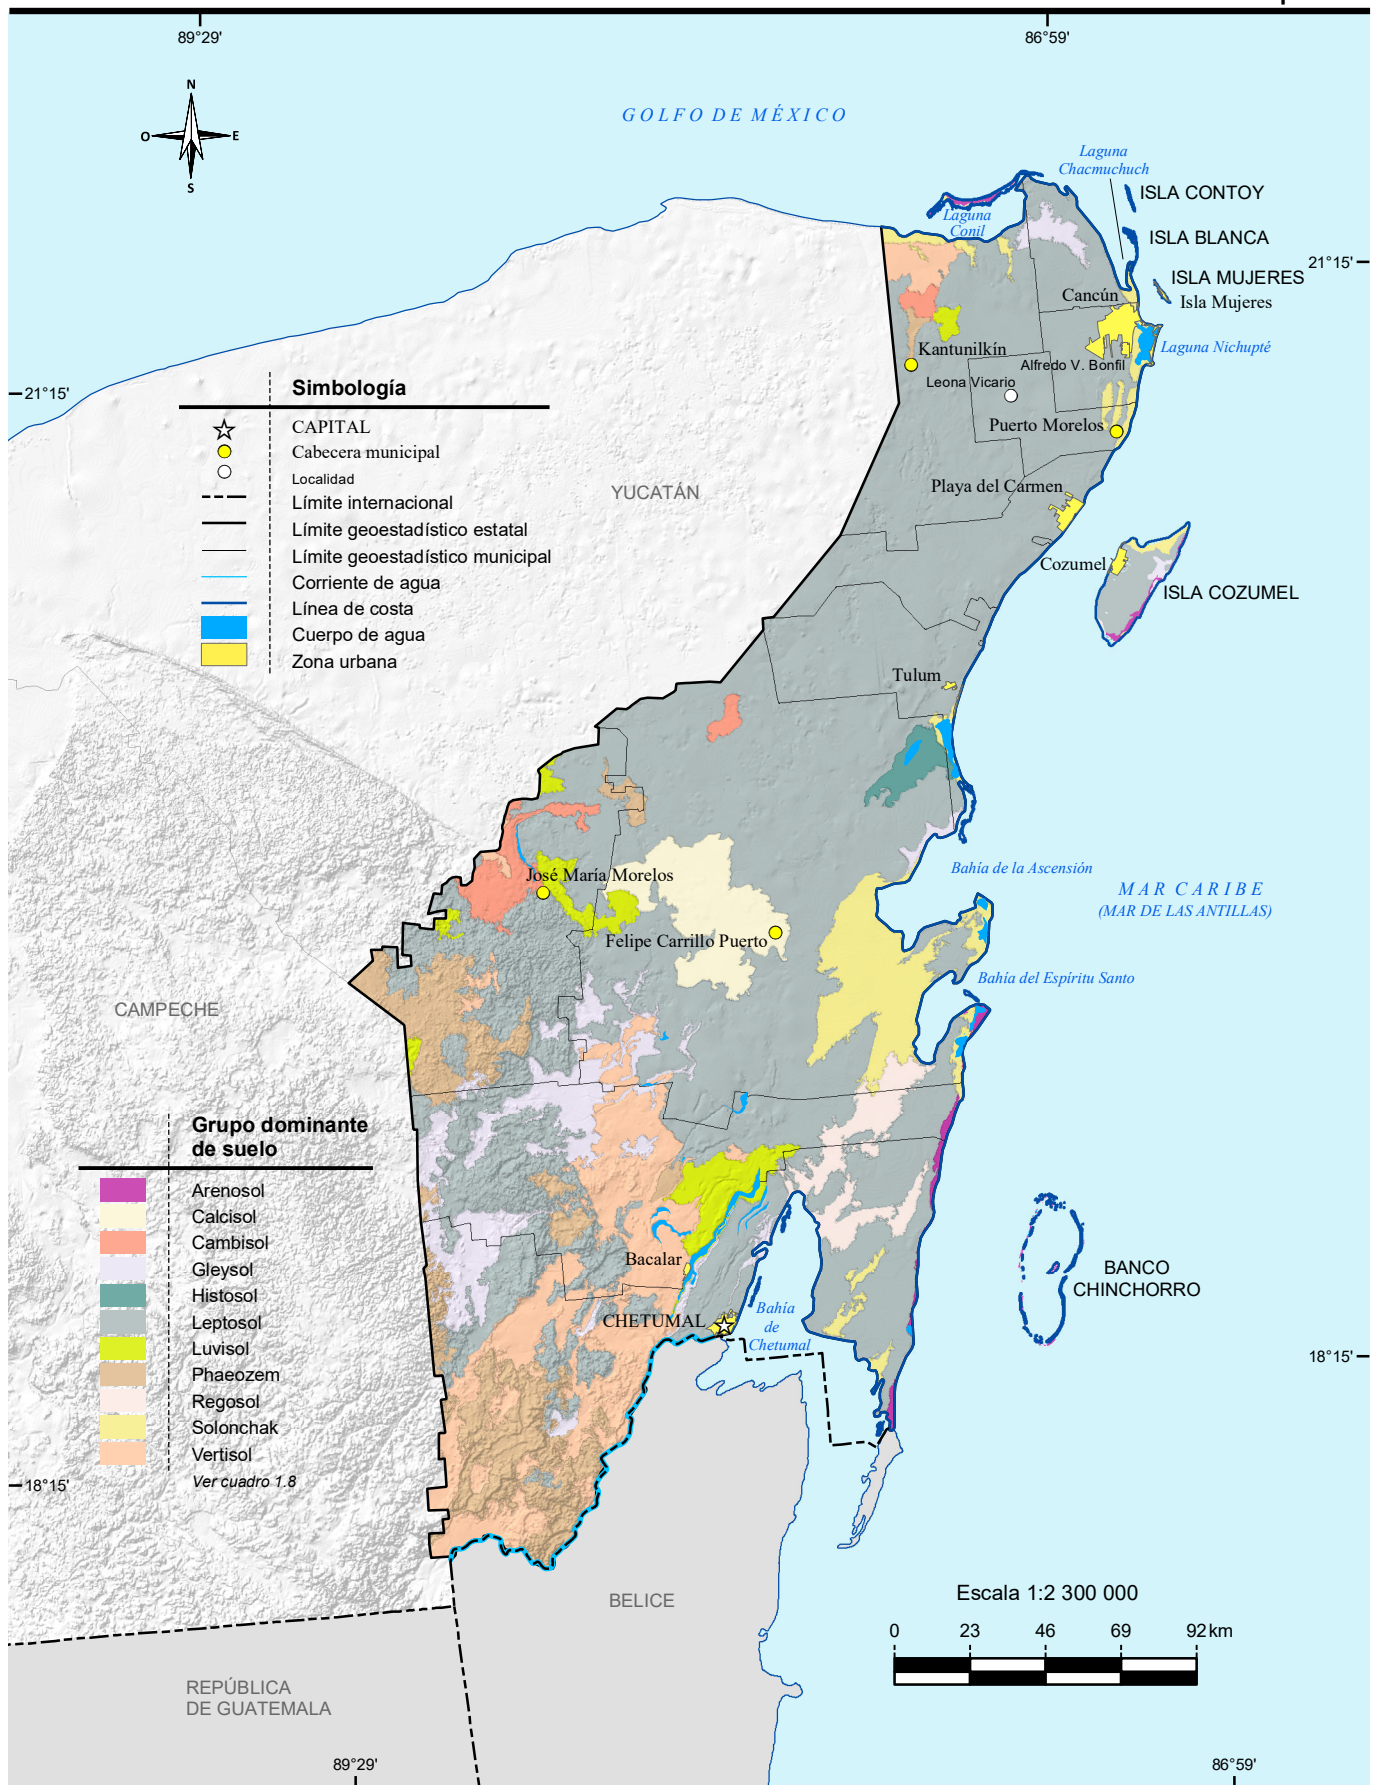 89°29'
86°59'
N
O
E
S
GOLFO DE MÉXICO
Laguna
Chacmuchuch
ISLA CONTOY
Laguna
Conil
ISLA BLANCA
21°15'
ISLA MUJERES
Cancún
Isla Mujeres
Kantunilkín
Laguna Nichupté
Alfredo V. Bonfil
Leona Vicario
21°15'
Simbología
CAPITAL
Cabecera municipal
Localidad
Límite internacional
Límite geoestadístico estatal
Límite geoestadístico municipal
Corriente de agua
Línea de costa
Cuerpo de agua
Zona urbana
Puerto Morelos
YUCATÁN
Playa del Carmen
Cozumel
ISLA COZUMEL
Tulum
Bahía de la Ascensión
José María Morelos
MAR CARIBE
(MAR DE LAS ANTILLAS)
Felipe Carrillo Puerto
Bahía del Espíritu Santo
CAMPECHE
Grupo dominante
de suelo
Arenosol
Calcisol
Cambisol
Gleysol
Histosol
Leptosol
Luvisol
Phaeozem
Regosol
Solonchak
Vertisol
Ver cuadro 1.8
Bacalar
BANCO
CHINCHORRO
CHETUMAL
Bahía
de
Chetumal
18°15'
18°15'
BELICE
Escala 1:2 300 000
0 23 46 69 92 km
REPÚBLICA
DE GUATEMALA
89°29'
86°59'